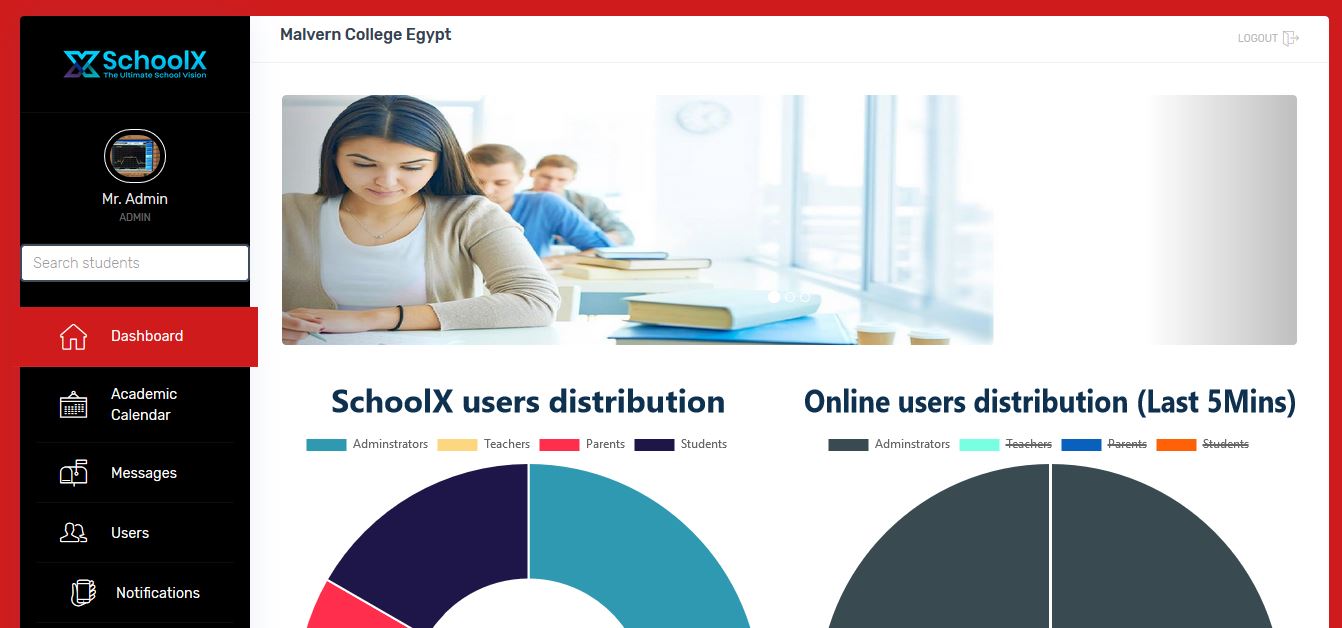 Malvern College Egypt
LOGOUT
SchoolX
The Ultimate School Vision
Mr. Admin
ADMIN
Search students
Dashboard
Academic
Calendar
Messages
Users
Notifications
SchoolX users distribution
Adminstrators Teachers Parents Students
Online users distribution (Last 5Mins)
Adminstrators Teachers Parents Students